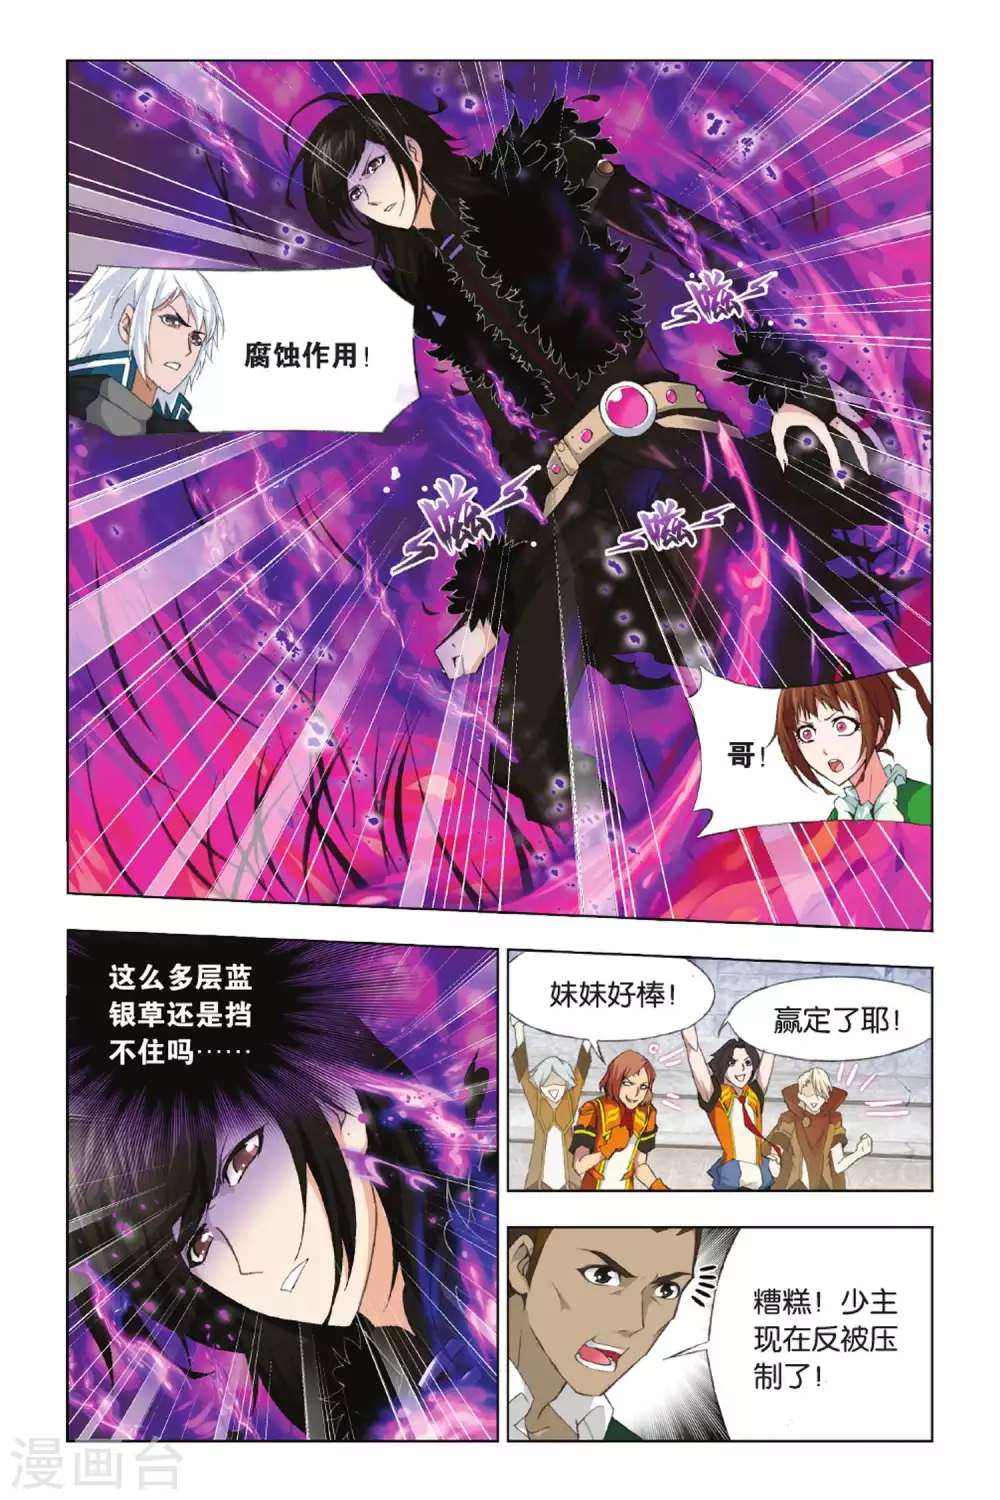 腐蚀作用！
嗞
嗞
嗞
哥！
这么多层蓝
银草还是挡
不住吗……
妹妹好棒！
赢定了耶！
糟糕！少主
现在反被压
制了！
漫画台